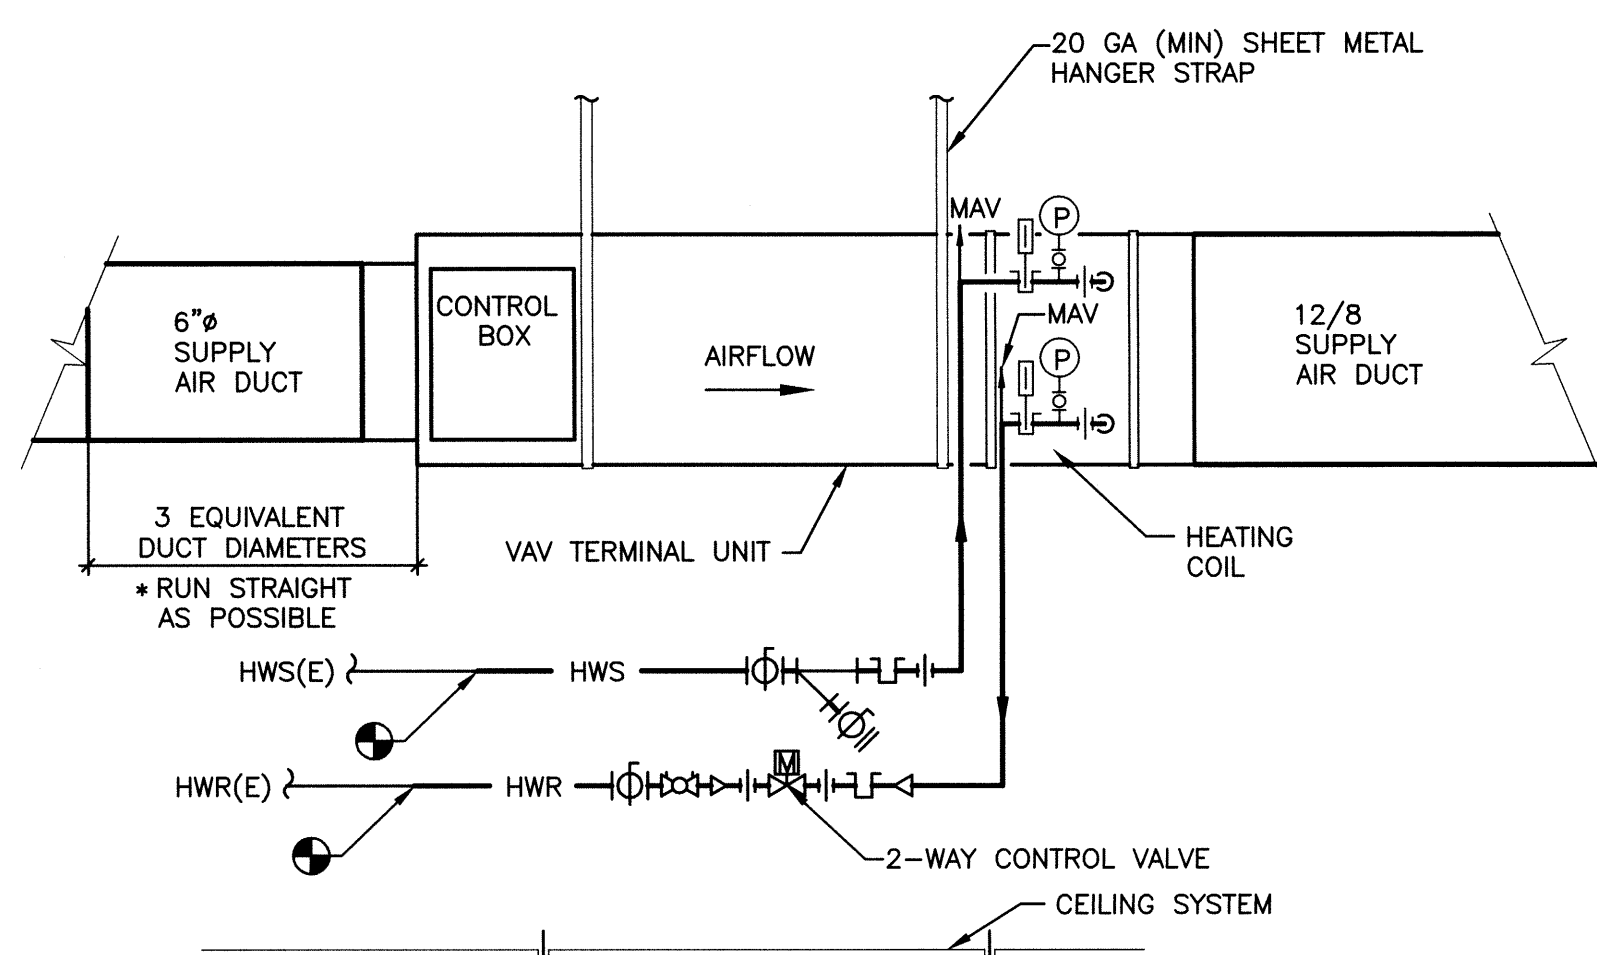 20 GA (MIN) SHEET METAL
HANGER STRAP
MAV
P
CONTROL
BOX
6"ø
SUPPLY
AIR DUCT
AIRFLOW
MAV
P
12/8
SUPPLY
AIR DUCT
3 EQUIVALENT
DUCT DIAMETERS
* RUN STRAIGHT
AS POSSIBLE
VAV TERMINAL UNIT
HEATING
COIL
HWS(E)
HWS
HWR(E)
HWR
M
2-WAY CONTROL VALVE
CEILING SYSTEM